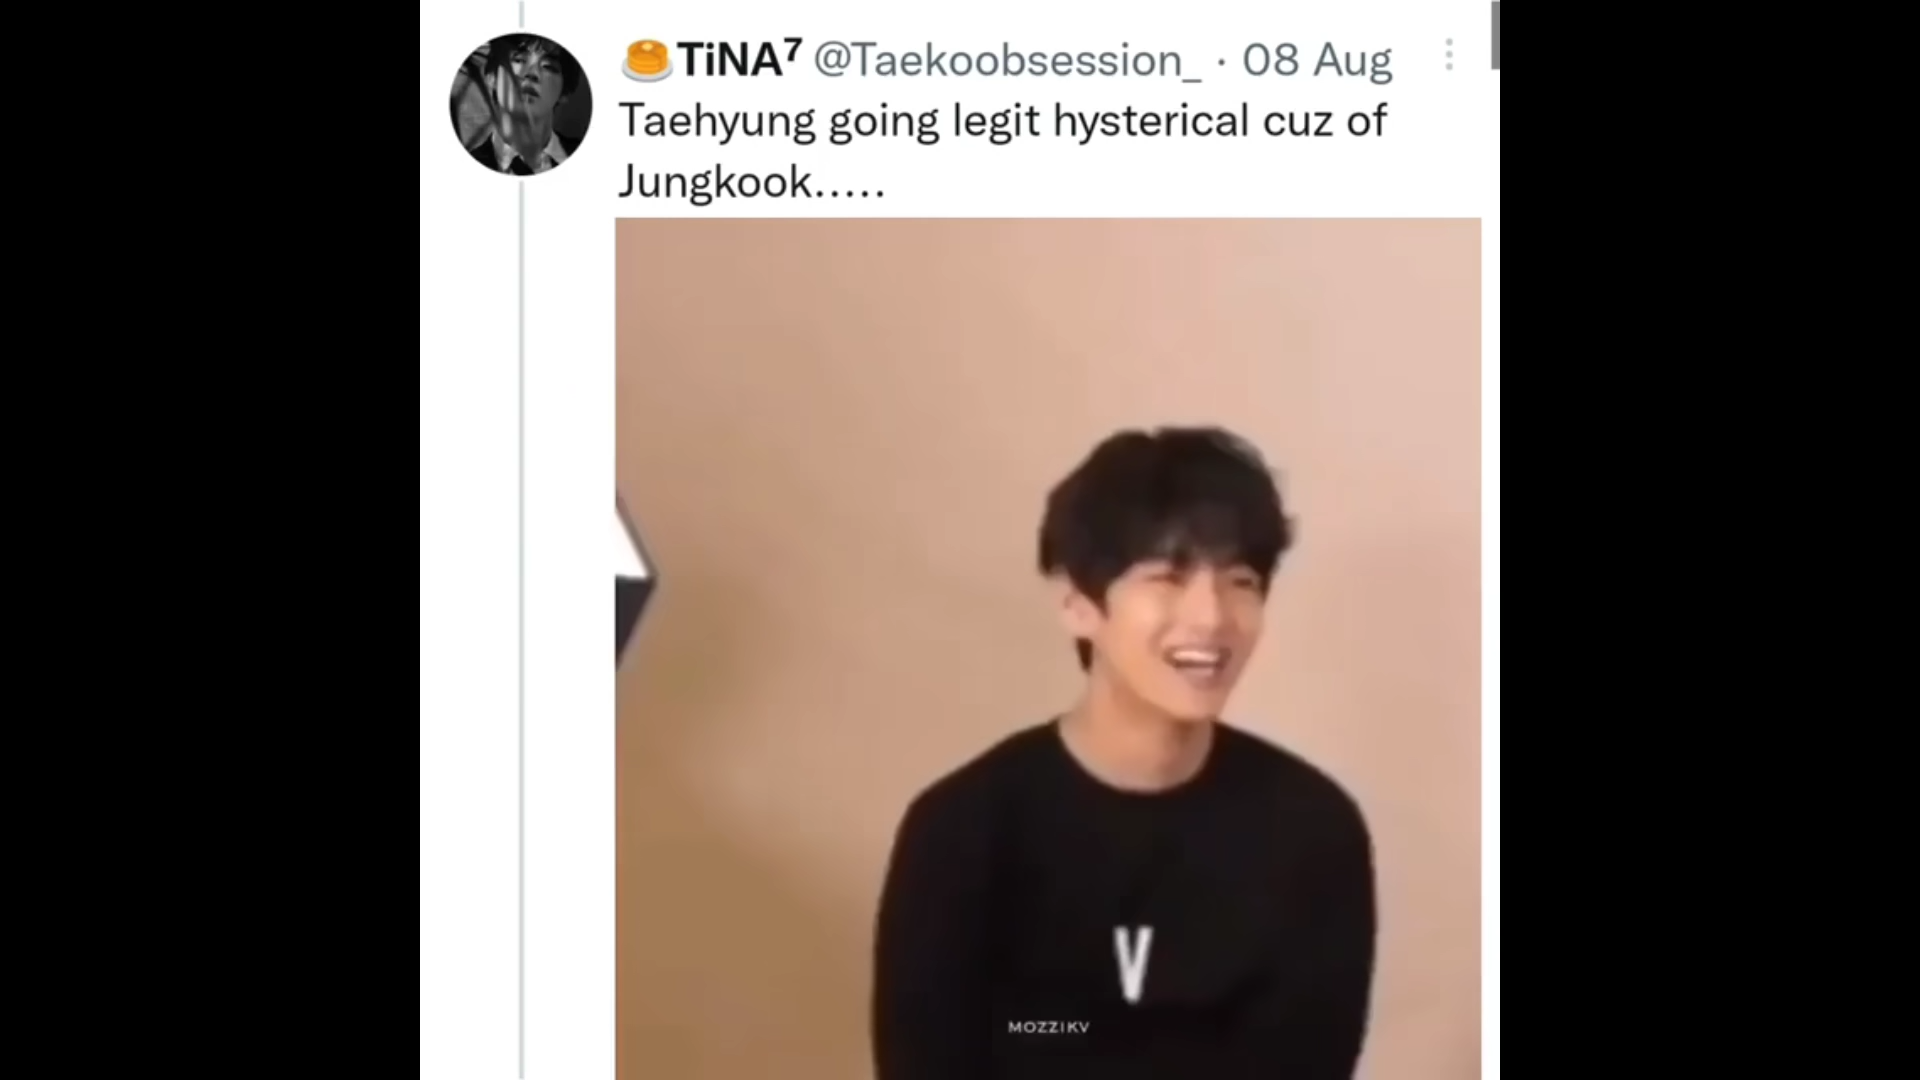 TiNA⁷ @Taekoobsession_ · 08 Aug
Taehyung going legit hysterical cuz of
Jungkook.....
V
MOZZIKV